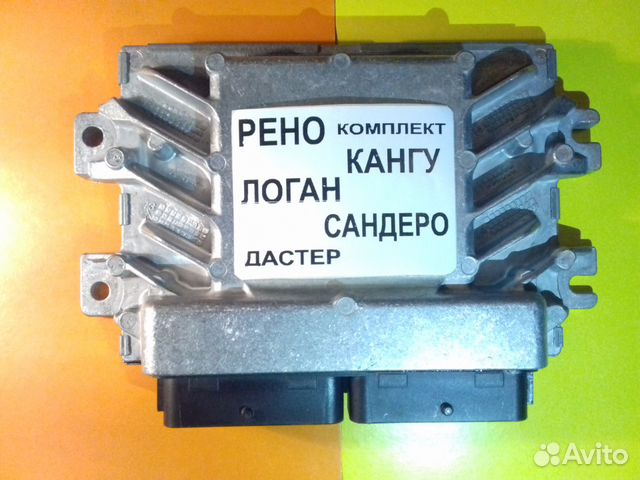 РЕНО КОМПЛЕКТ
КАНГУ
ЛОГАН
САНДЕРО
ДАСТЕР
Avito